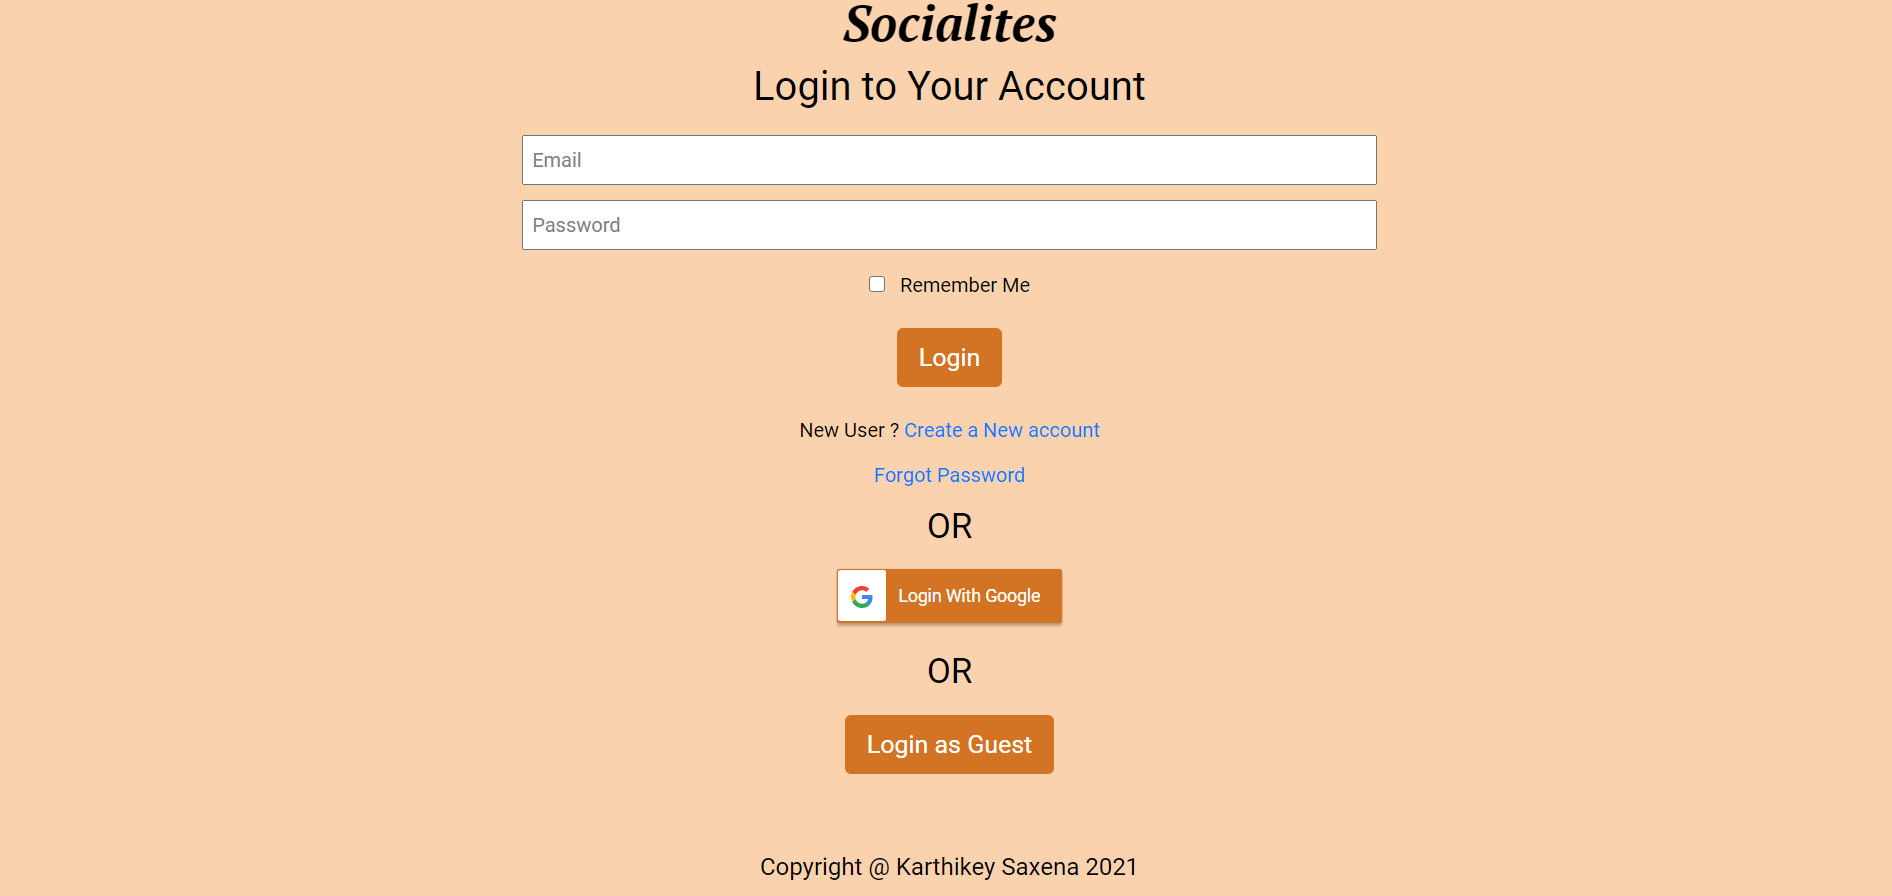 Socialites
Login to Your Account
Email
Password
Remember Me
Login
New User ? Create a New account
Forgot Password
OR
Login With Google
OR
Login as Guest
Copyright @ Karthikey Saxena 2021